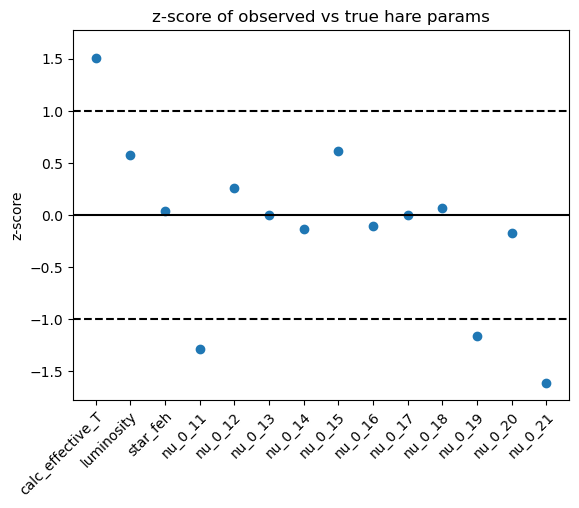 z-score of observed vs true hare params
z-score
1.5
1.0
0.5
0.0
−0.5
−1.0
−1.5
calc_effective_T
luminosity
star_feh
nu_0_11
nu_0_12
nu_0_13
nu_0_14
nu_0_15
nu_0_16
nu_0_17
nu_0_18
nu_0_19
nu_0_20
nu_0_21